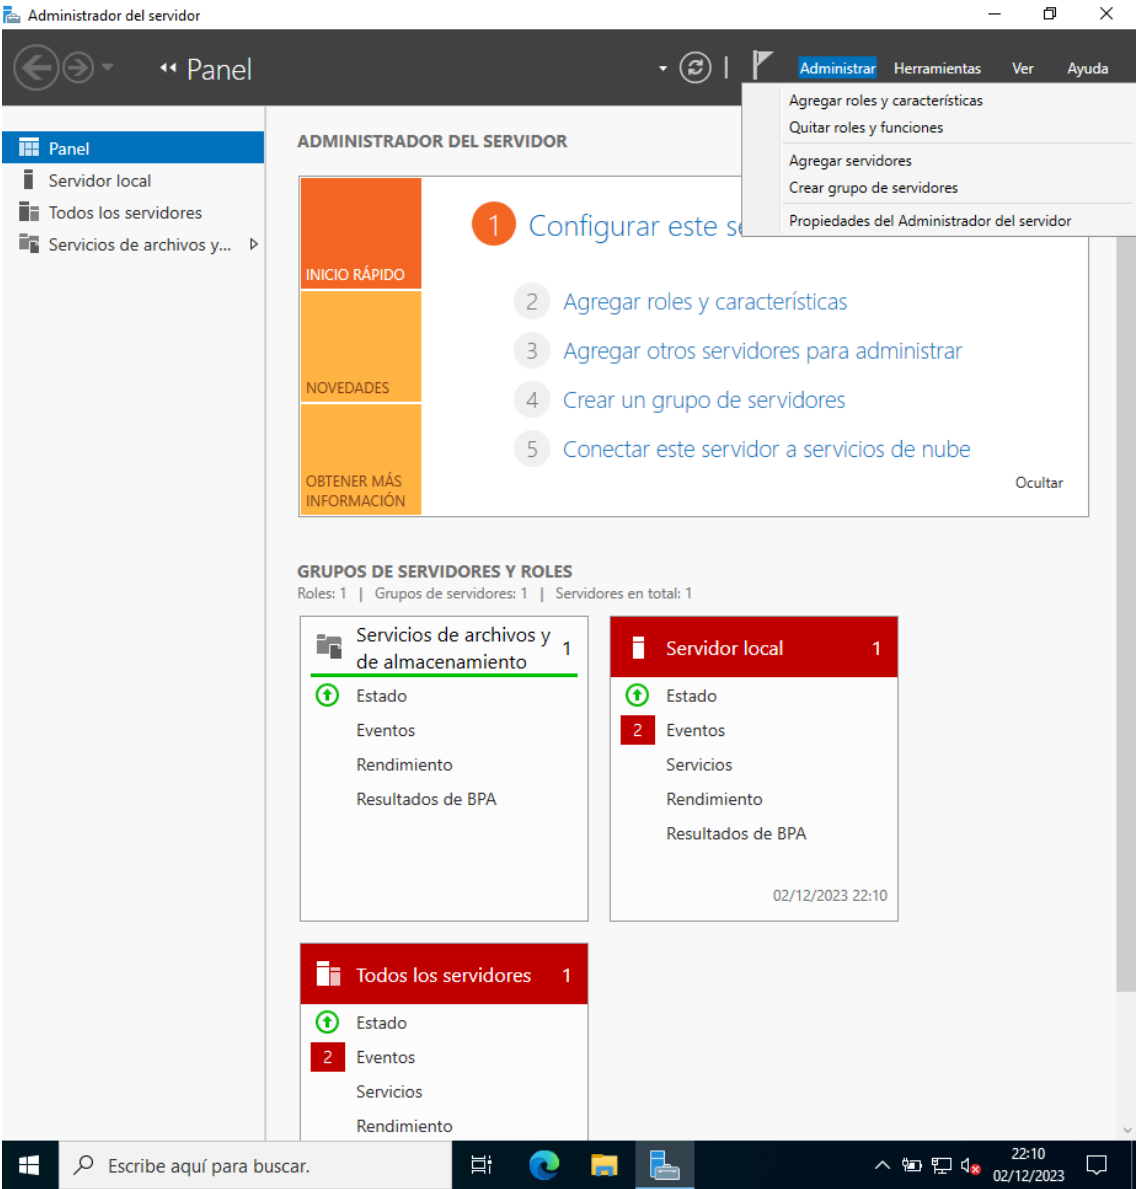 Administrador del servidor
Panel
Administrar Herramientas Ver Ayuda
Agregar roles y características
Quitar roles y funciones
Agregar servidores
Crear grupo de servidores
Propiedades del Administrador del servidor
Panel
Servidor local
Todos los servidores
Servicios de archivos y...
ADMINISTRADOR DEL SERVIDOR
INICIO RÁPIDO
NOVEDADES
OBTENER MÁS
INFORMACIÓN
1 Configurar este se
2 Agregar roles y características
3 Agregar otros servidores para administrar
4 Crear un grupo de servidores
5 Conectar este servidor a servicios de nube
Ocultar
GRUPOS DE SERVIDORES Y ROLES
Roles: 1 | Grupos de servidores: 1 | Servidores en total: 1
Servicios de archivos y
de almacenamiento 1
Estado
Eventos
Rendimiento
Resultados de BPA
Servidor local 1
Estado
2 Eventos
Servicios
Rendimiento
Resultados de BPA
02/12/2023 22:10
Todos los servidores 1
Estado
2 Eventos
Servicios
Rendimiento
Escribe aquí para buscar.
22:10
02/12/2023